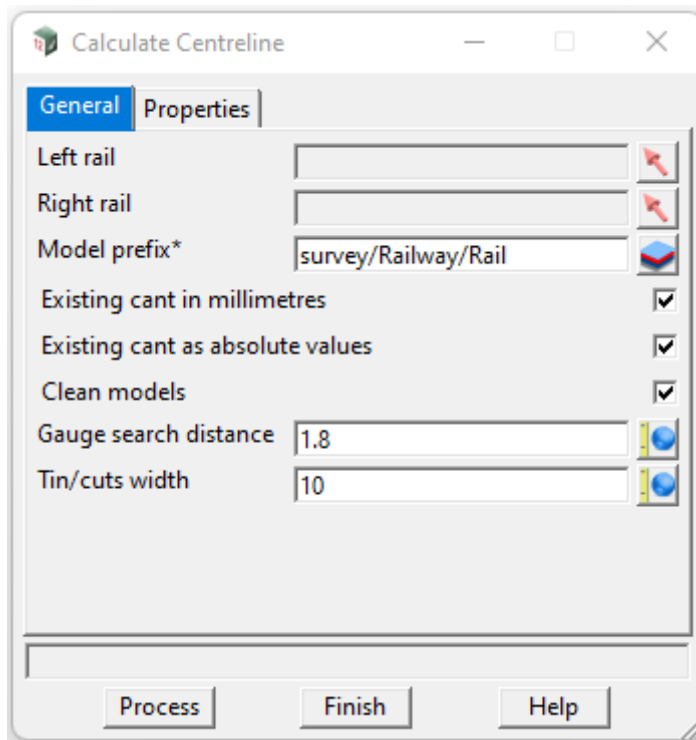 Calculate Centreline
General Properties
Left rail
Right rail
Model prefix* survey/Railway/Rail
Existing cant in millimetres
Existing cant as absolute values
Clean models
Gauge search distance 1.8
Tin/cuts width 10
Process Finish Help